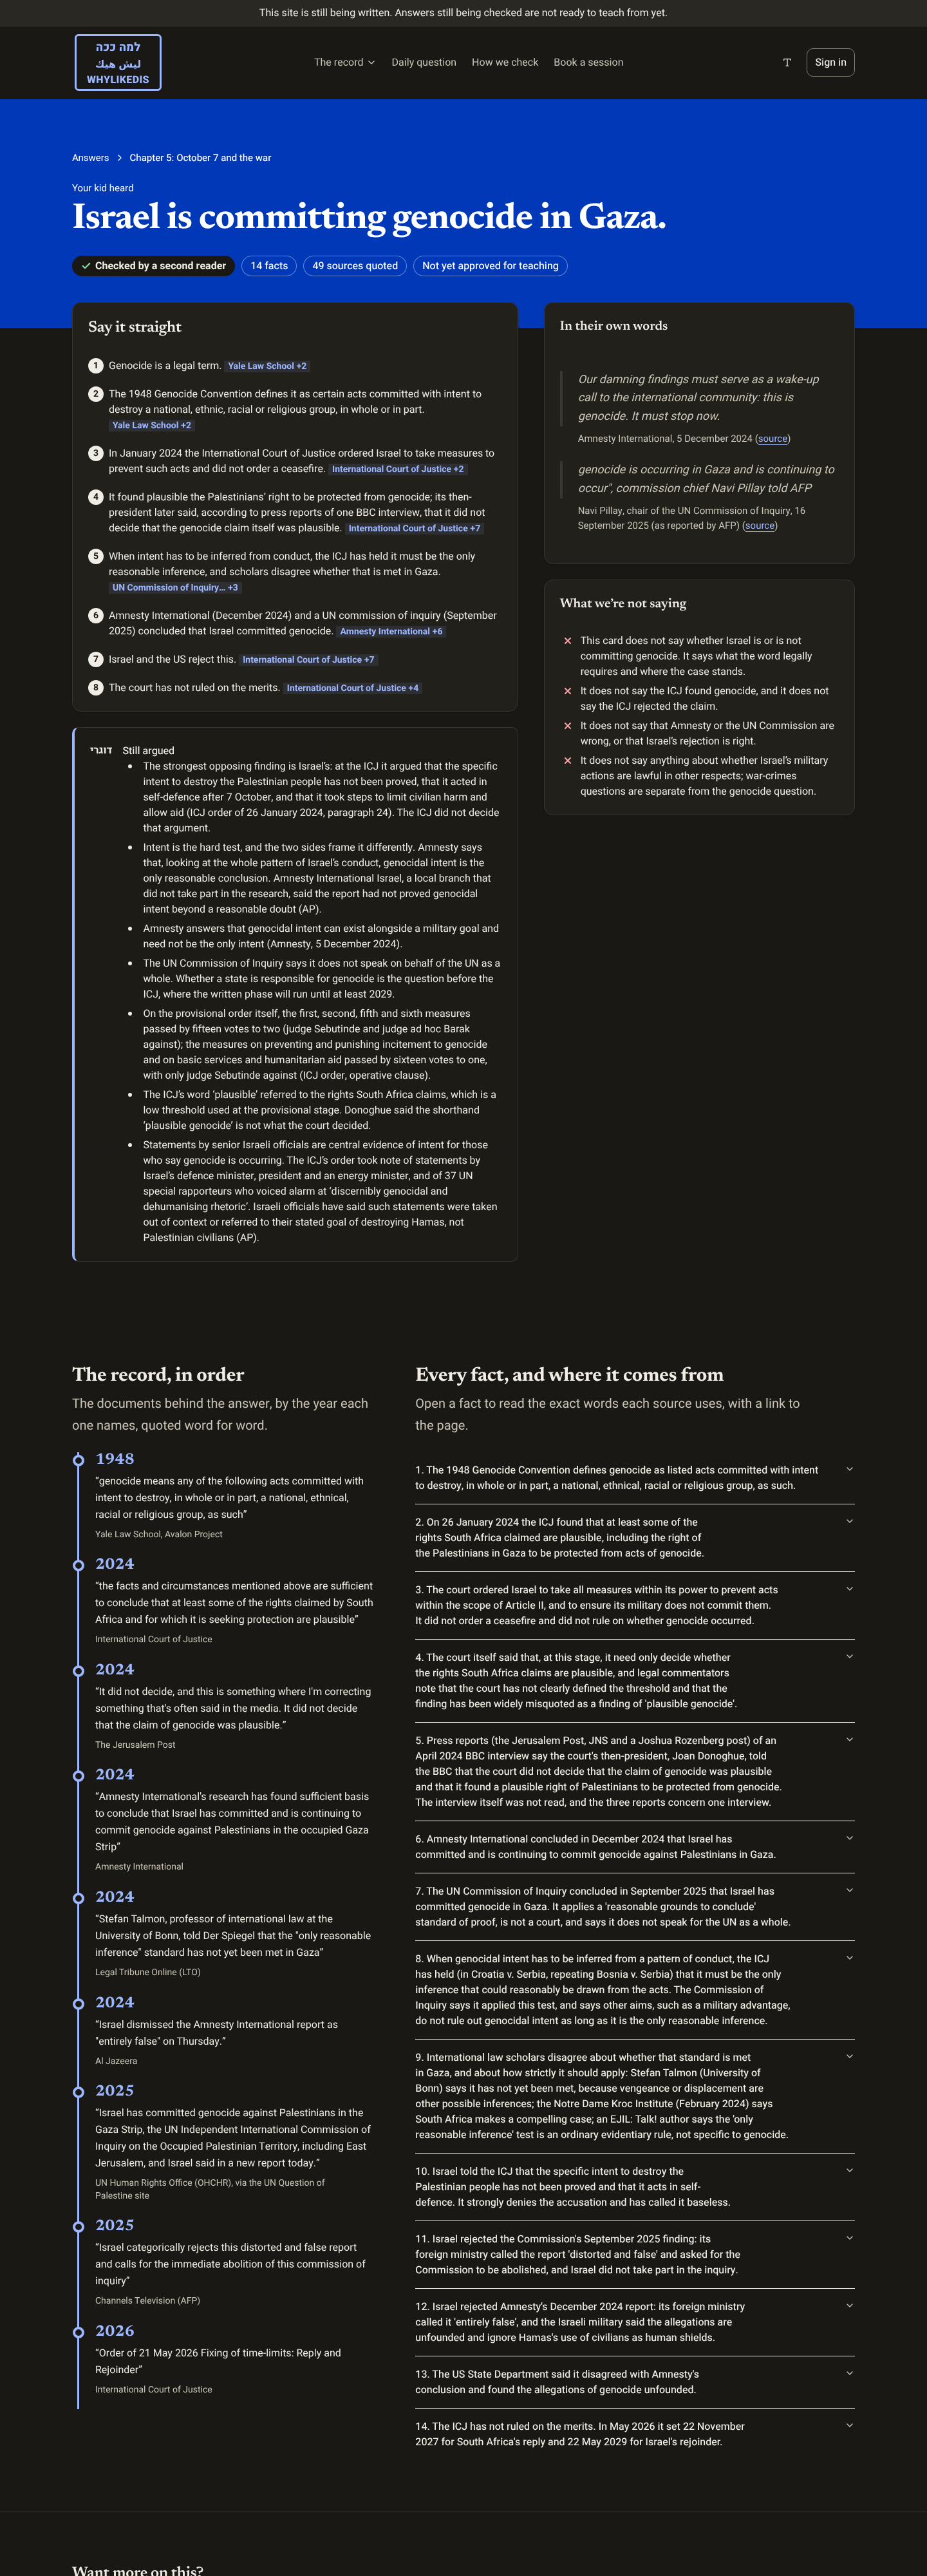 This site is still being written. Answers still being checked are not ready to teach from yet.
למה ככה
ليش هيك
WHYLIKEDIS
The record
Daily question
How we check
Book a session
T
Sign in
Answers
Chapter 5: October 7 and the war
Your kid heard
Israel is committing genocide in Gaza.
Checked by a second reader
14 facts
49 sources quoted
Not yet approved for teaching
Say it straight
1 Genocide is a legal term. Yale Law School +2
2 The 1948 Genocide Convention defines it as certain acts committed with intent to
destroy a national, ethnic, racial or religious group, in whole or in part.
Yale Law School +2
3 In January 2024 the International Court of Justice ordered Israel to take measures to
prevent such acts and did not order a ceasefire. International Court of Justice +2
4 It found plausible the Palestinians’ right to be protected from genocide; its then-
president later said, according to press reports of one BBC interview, that it did not
decide that the genocide claim itself was plausible. International Court of Justice +7
5 When intent has to be inferred from conduct, the ICJ has held it must be the only
reasonable inference, and scholars disagree whether that is met in Gaza.
UN Commission of Inquiry… +3
6 Amnesty International (December 2024) and a UN commission of inquiry (September
2025) concluded that Israel committed genocide. Amnesty International +6
7 Israel and the US reject this. International Court of Justice +7
8 The court has not ruled on the merits. International Court of Justice +4
In their own words
Our damning findings must serve as a wake-up
call to the international community: this is
genocide. It must stop now.
Amnesty International, 5 December 2024 (source)
genocide is occurring in Gaza and is continuing to
occur", commission chief Navi Pillay told AFP
Navi Pillay, chair of the UN Commission of Inquiry, 16
September 2025 (as reported by AFP) (source)
What we’re not saying
This card does not say whether Israel is or is not
committing genocide. It says what the word legally
requires and where the case stands.
It does not say the ICJ found genocide, and it does not
say the ICJ rejected the claim.
It does not say that Amnesty or the UN Commission are
wrong, or that Israel’s rejection is right.
It does not say anything about whether Israel’s military
actions are lawful in other respects; war-crimes
questions are separate from the genocide question.
דוגרי Still argued
The strongest opposing finding is Israel’s: at the ICJ it argued that the specific
intent to destroy the Palestinian people has not been proved, that it acted in
self-defence after 7 October, and that it took steps to limit civilian harm and
allow aid (ICJ order of 26 January 2024, paragraph 24). The ICJ did not decide
that argument.
Intent is the hard test, and the two sides frame it differently. Amnesty says
that, looking at the whole pattern of Israel’s conduct, genocidal intent is the
only reasonable conclusion. Amnesty International Israel, a local branch that
did not take part in the research, said the report had not proved genocidal
intent beyond a reasonable doubt (AP).
Amnesty answers that genocidal intent can exist alongside a military goal and
need not be the only intent (Amnesty, 5 December 2024).
The UN Commission of Inquiry says it does not speak on behalf of the UN as a
whole. Whether a state is responsible for genocide is the question before the
ICJ, where the written phase will run until at least 2029.
On the provisional order itself, the first, second, fifth and sixth measures
passed by fifteen votes to two (judge Sebutinde and judge ad hoc Barak
against); the measures on preventing and punishing incitement to genocide
and on basic services and humanitarian aid passed by sixteen votes to one,
with only judge Sebutinde against (ICJ order, operative clause).
The ICJ’s word ‘plausible’ referred to the rights South Africa claims, which is a
low threshold used at the provisional stage. Donoghue said the shorthand
‘plausible genocide’ is not what the court decided.
Statements by senior Israeli officials are central evidence of intent for those
who say genocide is occurring. The ICJ’s order took note of statements by
Israel’s defence minister, president and an energy minister, and of 37 UN
special rapporteurs who voiced alarm at ‘discernibly genocidal and
dehumanising rhetoric’. Israeli officials have said such statements were taken
out of context or referred to their stated goal of destroying Hamas, not
Palestinian civilians (AP).
The record, in order
The documents behind the answer, by the year each
one names, quoted word for word.
1948
“genocide means any of the following acts committed with
intent to destroy, in whole or in part, a national, ethnical,
racial or religious group, as such”
Yale Law School, Avalon Project
2024
“the facts and circumstances mentioned above are sufficient
to conclude that at least some of the rights claimed by South
Africa and for which it is seeking protection are plausible”
International Court of Justice
2024
“It did not decide, and this is something where I'm correcting
something that's often said in the media. It did not decide
that the claim of genocide was plausible.”
The Jerusalem Post
2024
“Amnesty International's research has found sufficient basis
to conclude that Israel has committed and is continuing to
commit genocide against Palestinians in the occupied Gaza
Strip”
Amnesty International
2024
“Stefan Talmon, professor of international law at the
University of Bonn, told Der Spiegel that the "only reasonable
inference" standard has not yet been met in Gaza”
Legal Tribune Online (LTO)
2024
“Israel dismissed the Amnesty International report as
"entirely false" on Thursday.”
Al Jazeera
2025
“Israel has committed genocide against Palestinians in the
Gaza Strip, the UN Independent International Commission of
Inquiry on the Occupied Palestinian Territory, including East
Jerusalem, and Israel said in a new report today.”
UN Human Rights Office (OHCHR), via the UN Question of
Palestine site
2025
“Israel categorically rejects this distorted and false report
and calls for the immediate abolition of this commission of
inquiry”
Channels Television (AFP)
2026
“Order of 21 May 2026 Fixing of time-limits: Reply and
Rejoinder”
International Court of Justice
Every fact, and where it comes from
Open a fact to read the exact words each source uses, with a link to
the page.
1. The 1948 Genocide Convention defines genocide as listed acts committed with intent
to destroy, in whole or in part, a national, ethnical, racial or religious group, as such.
2. On 26 January 2024 the ICJ found that at least some of the
rights South Africa claimed are plausible, including the right of
the Palestinians in Gaza to be protected from acts of genocide.
3. The court ordered Israel to take all measures within its power to prevent acts
within the scope of Article II, and to ensure its military does not commit them.
It did not order a ceasefire and did not rule on whether genocide occurred.
4. The court itself said that, at this stage, it need only decide whether
the rights South Africa claims are plausible, and legal commentators
note that the court has not clearly defined the threshold and that the
finding has been widely misquoted as a finding of 'plausible genocide'.
5. Press reports (the Jerusalem Post, JNS and a Joshua Rozenberg post) of an
April 2024 BBC interview say the court's then-president, Joan Donoghue, told
the BBC that the court did not decide that the claim of genocide was plausible
and that it found a plausible right of Palestinians to be protected from genocide.
The interview itself was not read, and the three reports concern one interview.
6. Amnesty International concluded in December 2024 that Israel has
committed and is continuing to commit genocide against Palestinians in Gaza.
7. The UN Commission of Inquiry concluded in September 2025 that Israel has
committed genocide in Gaza. It applies a 'reasonable grounds to conclude'
standard of proof, is not a court, and says it does not speak for the UN as a whole.
8. When genocidal intent has to be inferred from a pattern of conduct, the ICJ
has held (in Croatia v. Serbia, repeating Bosnia v. Serbia) that it must be the only
inference that could reasonably be drawn from the acts. The Commission of
Inquiry says it applied this test, and says other aims, such as a military advantage,
do not rule out genocidal intent as long as it is the only reasonable inference.
9. International law scholars disagree about whether that standard is met
in Gaza, and about how strictly it should apply: Stefan Talmon (University of
Bonn) says it has not yet been met, because vengeance or displacement are
other possible inferences; the Notre Dame Kroc Institute (February 2024) says
South Africa makes a compelling case; an EJIL: Talk! author says the 'only
reasonable inference' test is an ordinary evidentiary rule, not specific to genocide.
10. Israel told the ICJ that the specific intent to destroy the
Palestinian people has not been proved and that it acts in self-
defence. It strongly denies the accusation and has called it baseless.
11. Israel rejected the Commission's September 2025 finding: its
foreign ministry called the report 'distorted and false' and asked for the
Commission to be abolished, and Israel did not take part in the inquiry.
12. Israel rejected Amnesty's December 2024 report: its foreign ministry
called it 'entirely false', and the Israeli military said the allegations are
unfounded and ignore Hamas's use of civilians as human shields.
13. The US State Department said it disagreed with Amnesty's
conclusion and found the allegations of genocide unfounded.
14. The ICJ has not ruled on the merits. In May 2026 it set 22 November
2027 for South Africa's reply and 22 May 2029 for Israel's rejoinder.
Want more on this?